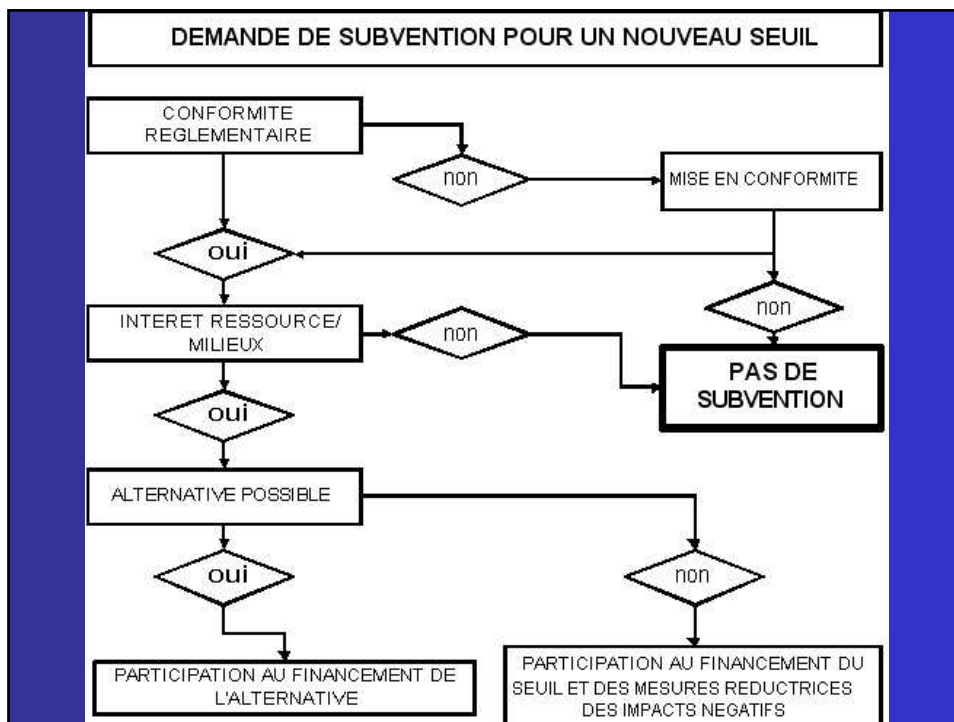 DEMANDE DE SUBVENTION POUR UN NOUVEAU SEUIL
CONFORMITE
REGLEMENTAIRE
non
MISE EN CONFORMITE
oui
non
INTERET RESSOURCE/
MILIEUX
non
PAS DE
SUBVENTION
oui
ALTERNATIVE POSSIBLE
oui
non
PARTICIPATION AU FINANCEMENT DE
L'ALTERNATIVE
PARTICIPATION AU FINANCEMENT DU
SEUIL ET DES MESURES REDUCTRICES
DES IMPACTS NEGATIFS